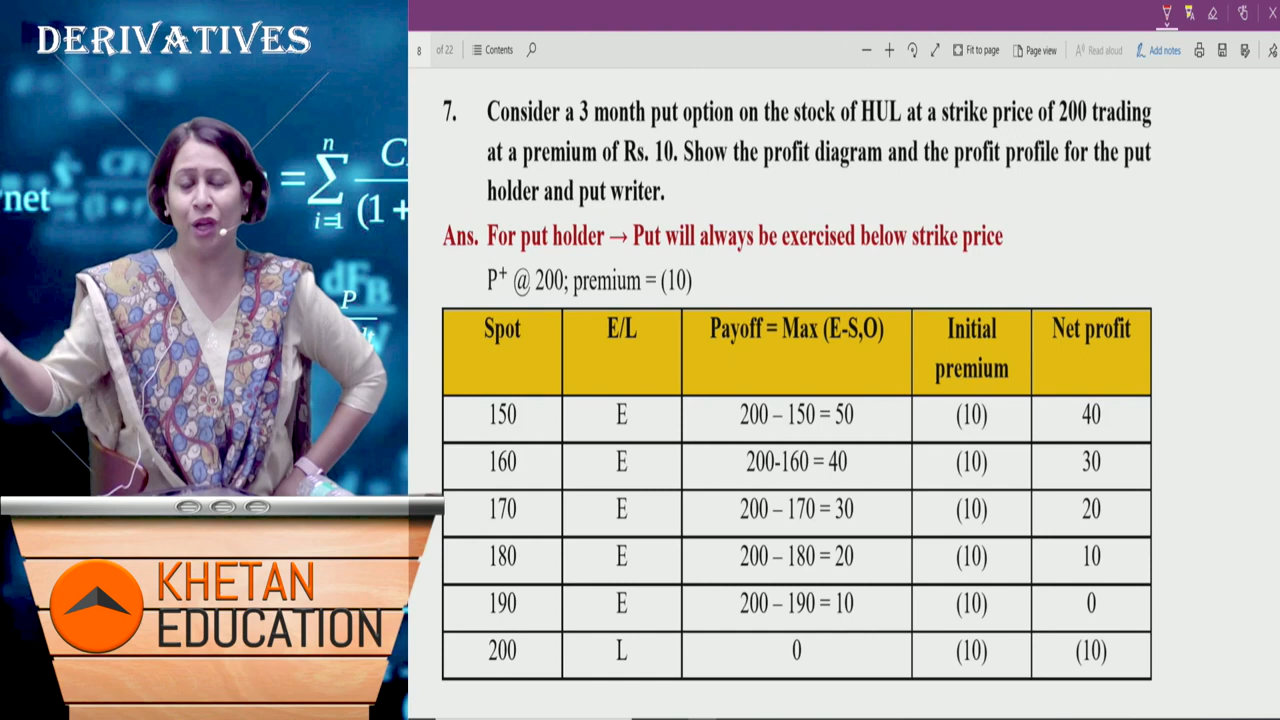 DERIVATIVES
net
n
= Σ
i=1
(1 +
P
KHETAN
EDUCATION
8 of 22 Contents Fit to page Page view Read aloud Add notes
7. Consider a 3 month put option on the stock of HUL at a strike price of 200 trading
at a premium of Rs. 10. Show the profit diagram and the profit profile for the put
holder and put writer.
Ans. For put holder → Put will always be exercised below strike price
P⁺ @ 200; premium = (10)
Spot E/L Payoff = Max (E-S,O) Initial premium Net profit
150 E 200 – 150 = 50 (10) 40
160 E 200-160 = 40 (10) 30
170 E 200 – 170 = 30 (10) 20
180 E 200 – 180 = 20 (10) 10
190 E 200 – 190 = 10 (10) 0
200 L 0 (10) (10)